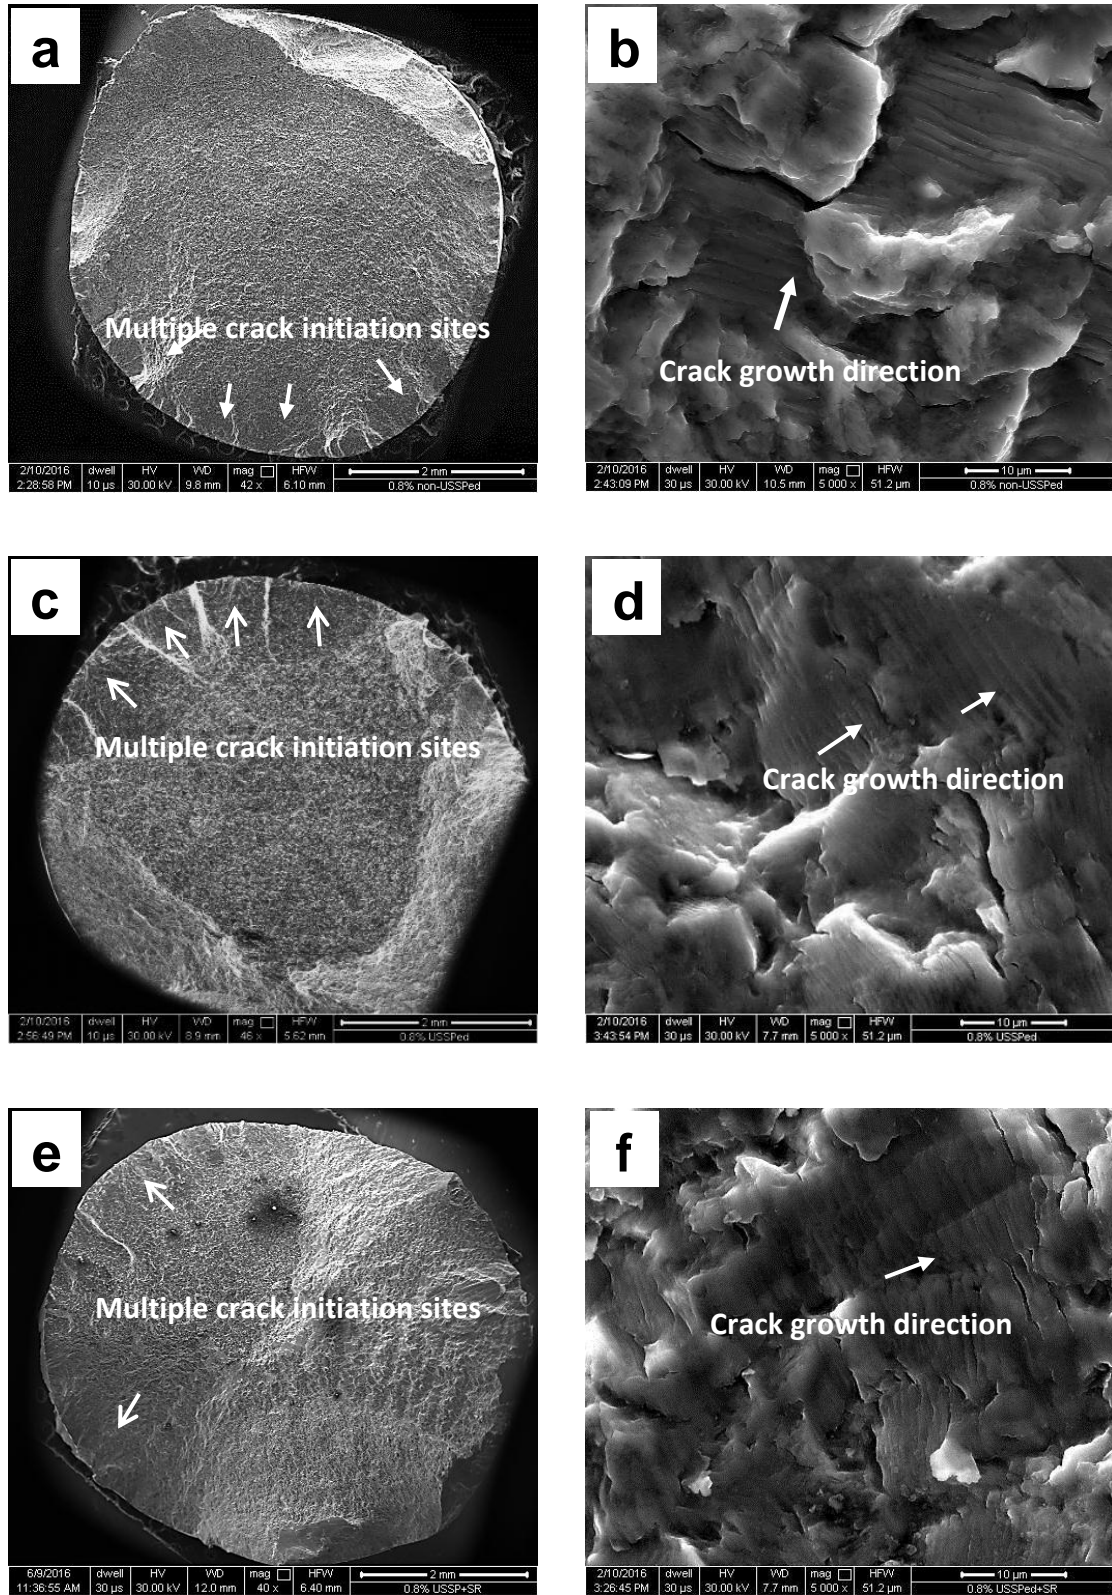 a
Multiple crack initiation sites
2/10/2016 dwell HV WD mag HFW 2 mm
2:28:58 PM 10 µs 30.00 kV 9.8 mm 42 x 6.10 mm 0.8% non-USSPed
b
Crack growth direction
2/10/2016 dwell HV WD mag HFW 10 µm
2:43:09 PM 30 µs 30.00 kV 10.5 mm 5 000 x 51.2 µm 0.8% non-USSPed
c
Multiple crack initiation sites
2/10/2016 dwell HV WD mag HFW 2 mm
2:56:49 PM 10 µs 30.00 kV 8.9 mm 46 x 5.62 mm 0.8% USSPed
d
Crack growth direction
2/10/2016 dwell HV WD mag HFW 10 µm
3:43:54 PM 30 µs 30.00 kV 7.7 mm 5 000 x 51.2 µm 0.8% USSPed
e
Multiple crack initiation sites
6/9/2016 dwell HV WD mag HFW 2 mm
11:36:55 AM 30 µs 30.00 kV 12.0 mm 40 x 6.40 mm 0.8% USSP+SR
f
Crack growth direction
2/10/2016 dwell HV WD mag HFW 10 µm
3:26:45 PM 30 µs 30.00 kV 7.7 mm 5 000 x 51.2 µm 0.8% USSPed+SR